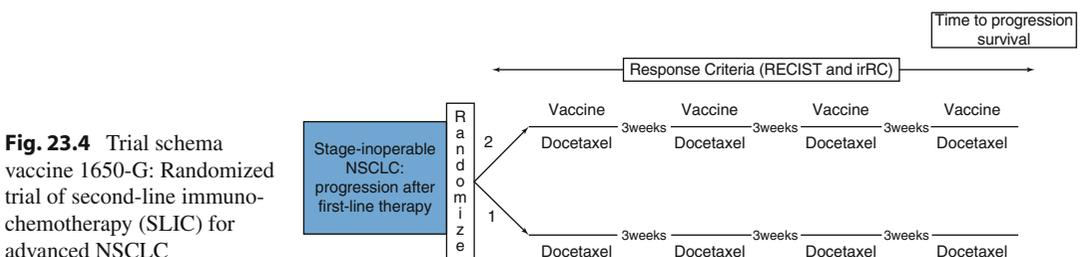 Time to progression
survival
Response Criteria (RECIST and irRC)
Fig. 23.4 Trial schema
vaccine 1650-G: Randomized
trial of second-line immuno-
chemotherapy (SLIC) for
advanced NSCLC
Stage-inoperable
NSCLC:
progression after
first-line therapy
R
a
n
d
o
m
i
z
e
2
Vaccine Vaccine Vaccine Vaccine
3weeks 3weeks 3weeks
Docetaxel Docetaxel Docetaxel Docetaxel
1
3weeks 3weeks 3weeks
Docetaxel Docetaxel Docetaxel Docetaxel